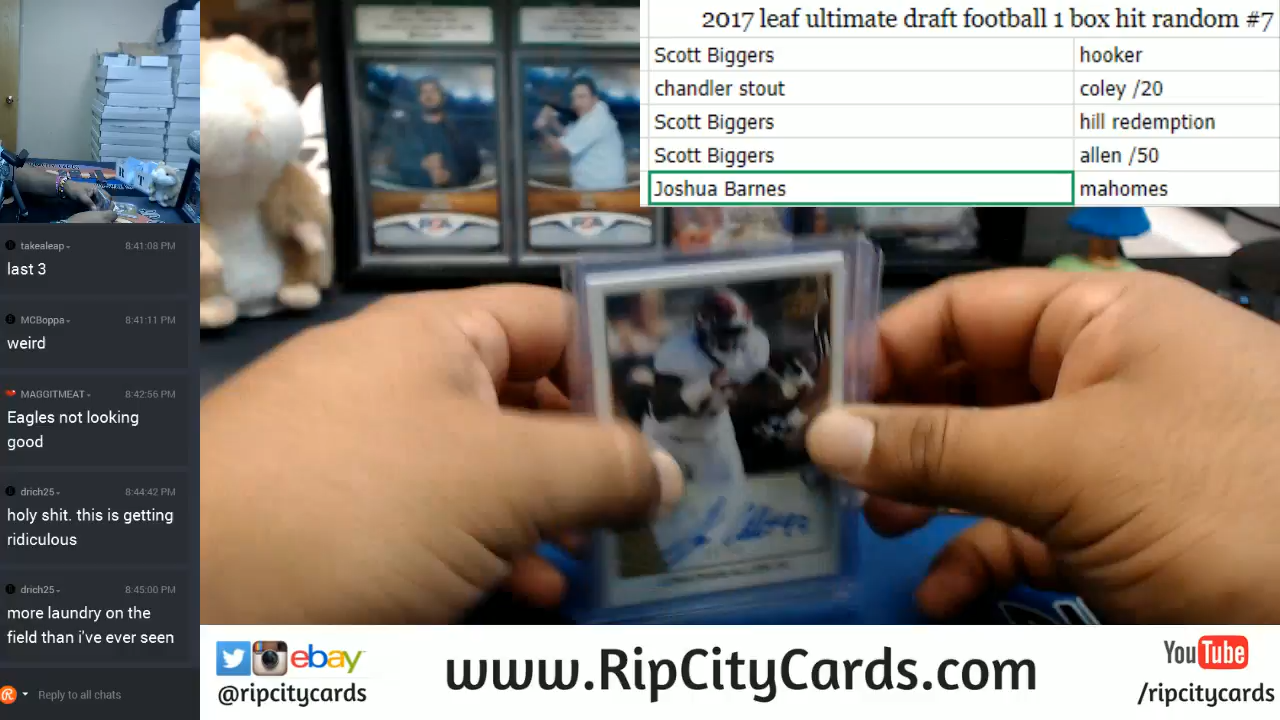 2017 leaf ultimate draft football 1 box hit random #7
Scott Biggers hooker
chandler stout coley /20
Scott Biggers hill redemption
Scott Biggers allen /50
Joshua Barnes mahomes
takealeap 8:41:08 PM
last 3
MCBoppa 8:41:11 PM
weird
MAGGITMEAT 8:42:56 PM
Eagles not looking
good
drich25 8:44:42 PM
holy shit. this is getting
ridiculous
drich25 8:45:00 PM
more laundry on the
field than i've ever seen
Reply to all chats
ebay
@ripcitycards
www.RipCityCards.com
YouTube
/ripcitycards